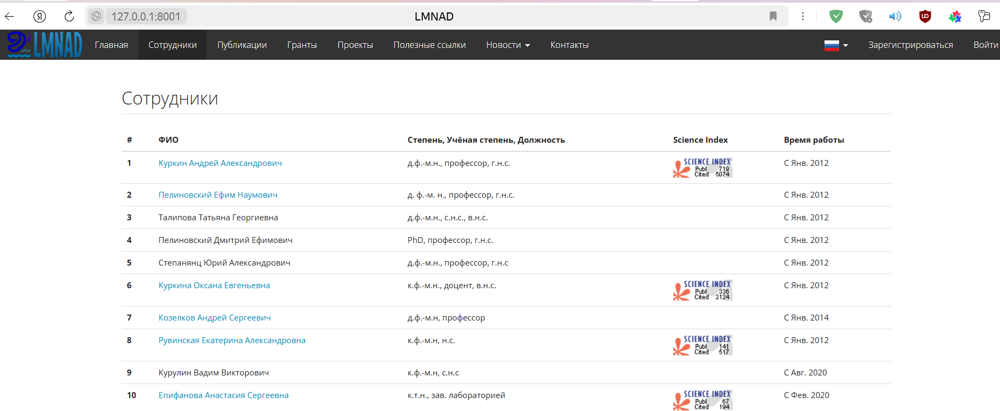 127.0.0.1:8001 LMNAD
LMNAD Главная Сотрудники Публикации Гранты Проекты Полезные ссылки Новости Контакты Зарегистрироваться Войти
Сотрудники
# ФИО Степень, Учёная степень, Должность Science Index Время работы
1 Куркин Андрей Александрович д.ф.-м.н., профессор, г.н.с. SCIENCE INDEX Publ 719 Cited 5074 С Янв. 2012
2 Пелиновский Ефим Наумович д. ф.-м. н., профессор, г.н.с. С Янв. 2012
3 Талипова Татьяна Георгиевна д.ф.-м.н., с.н.с., в.н.с. С Янв. 2012
4 Пелиновский Дмитрий Ефимович PhD, профессор, г.н.с. С Янв. 2012
5 Степанянц Юрий Александрович д.ф.-м.н., профессор, г.н.с С Янв. 2012
6 Куркина Оксана Евгеньевна к.ф.-м.н., доцент, в.н.с. SCIENCE INDEX Publ 336 Cited 2124 С Янв. 2012
7 Козелков Андрей Сергеевич д.ф.-м.н, профессор С Янв. 2014
8 Рувинская Екатерина Александровна к.ф.-м.н, н.с. SCIENCE INDEX Publ 141 Cited 517 С Янв. 2012
9 Курулин Вадим Викторович к.ф.-м.н, с.н.с С Авг. 2020
10 Епифанова Анастасия Сергеевна к.т.н., зав. лабораторией SCIENCE INDEX Publ 67 Cited 194 С Фев. 2020